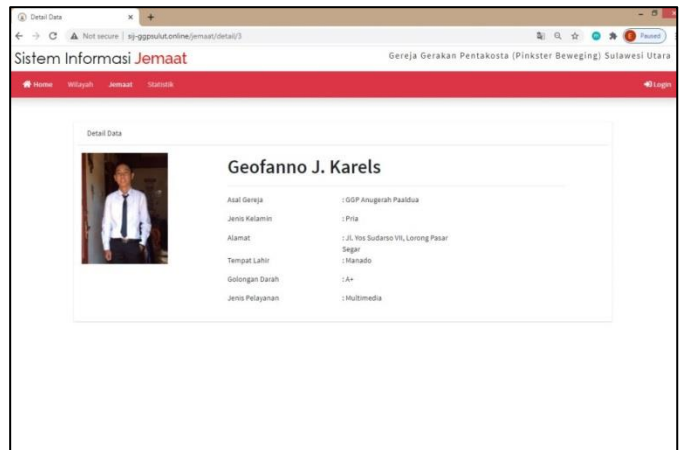 Detail Data
Not secure | sij-ggpsulut.online/jemaat/detail/3
Paused
Sistem Informasi Jemaat
Gereja Gerakan Pentakosta (Pinkster Beweging) Sulawesi Utara
Home Wilayah Jemaat Statistik Login
Detail Data
Geofanno J. Karels
Asal Gereja : GGP Anugerah Paaldua
Jenis Kelamin : Pria
Alamat : Jl. Yos Sudarso VII, Lorong Pasar
Segar
Tempat Lahir : Manado
Golongan Darah : A+
Jenis Pelayanan : Multimedia